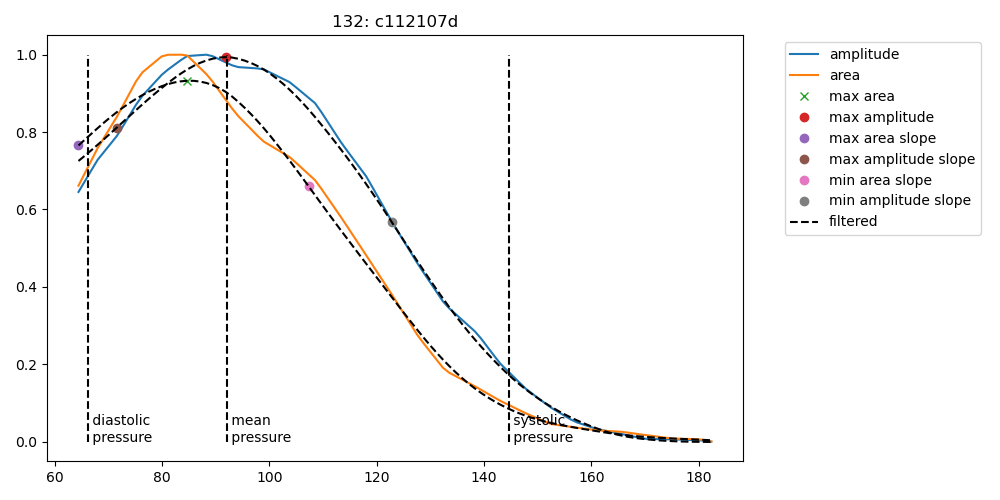 132: c112107d
1.0
0.8
0.6
0.4
0.2
0.0
diastolic
pressure
mean
pressure
systolic
pressure
60
80
100
120
140
160
180
amplitude
area
max area
max amplitude
max area slope
max amplitude slope
min area slope
min amplitude slope
filtered